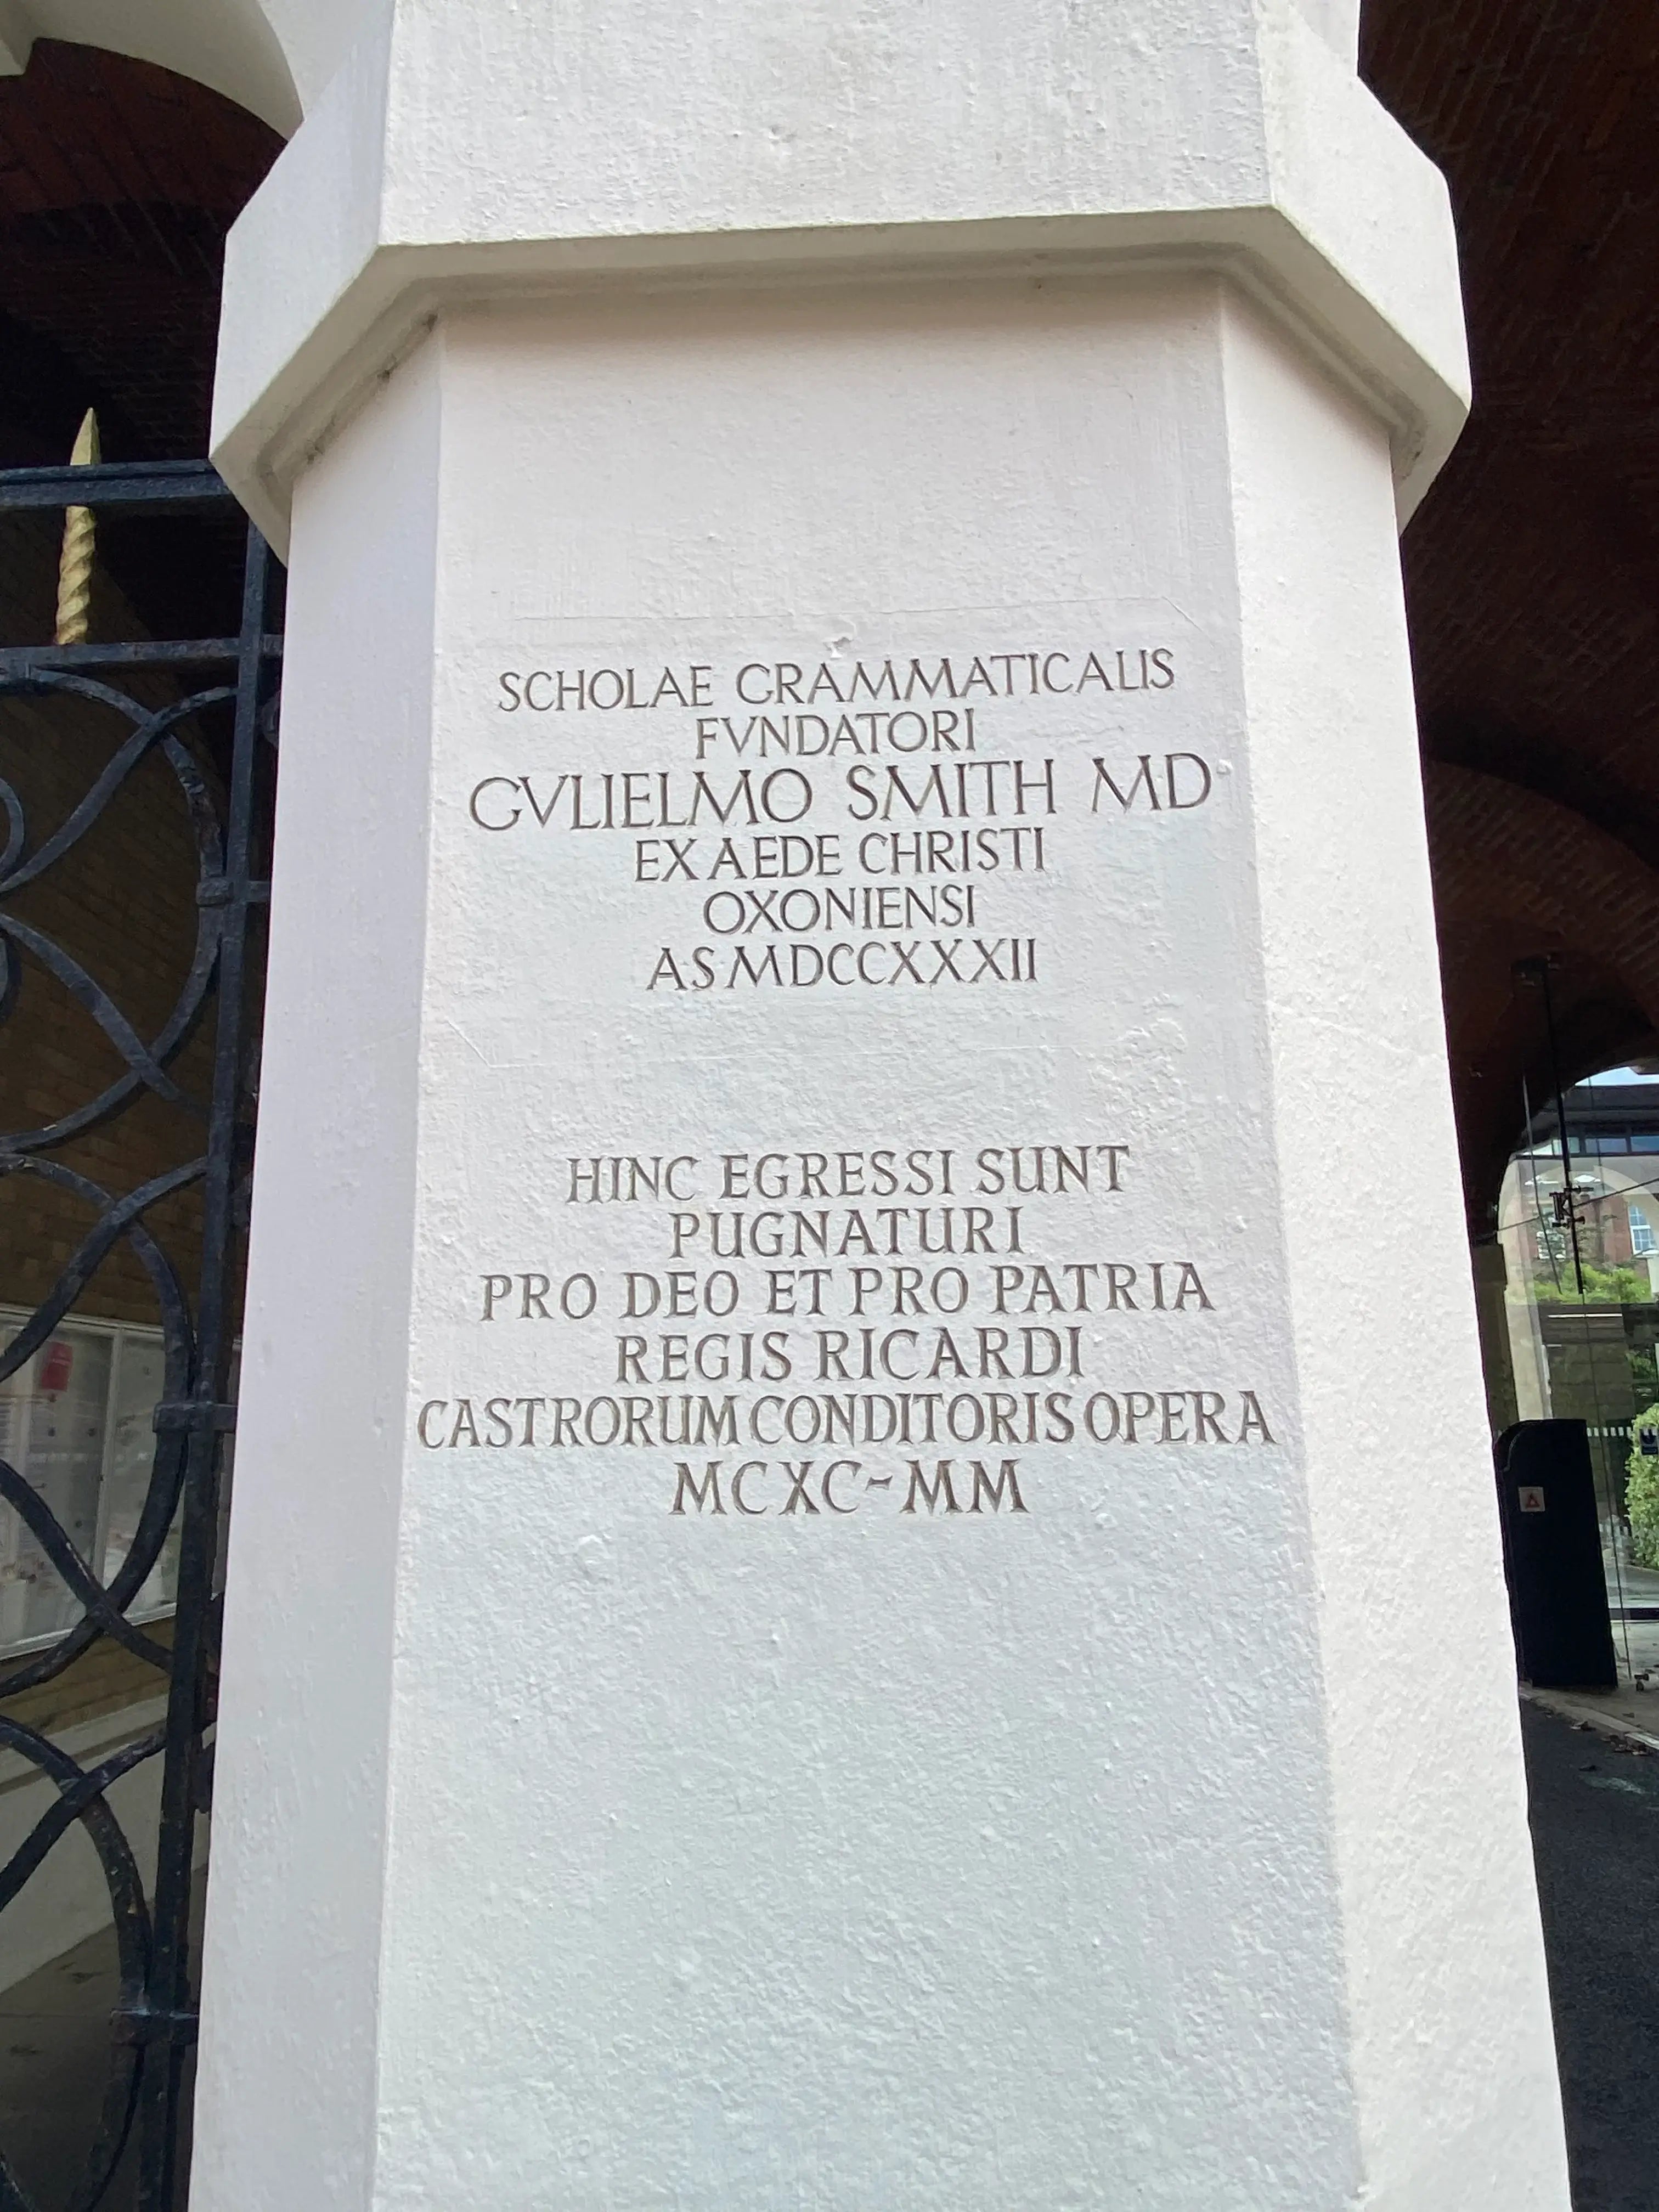 SCHOLAE GRAMMATICALIS
FVNDATORI
GVLIELMO SMITH MD
EX AEDE CHRISTI
OXONIENSI
AS MDCCXXXII
HINC EGRESSI SUNT
PUGNATURI
PRO DEO ET PRO PATRIA
REGIS RICARDI
CASTRORUM CONDITORIS OPERA
MCXC-MM